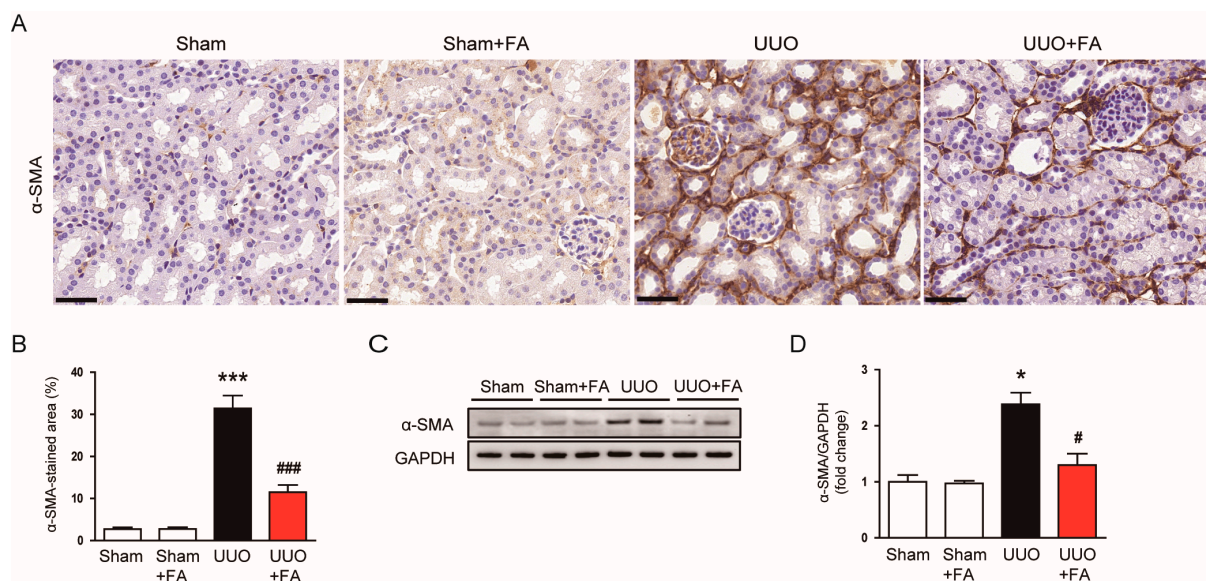 A
Sham
Sham+FA
UUO
UUO+FA
α-SMA
B
α-SMA-stained area (%)
40
30
20
10
0
***
###
Sham
Sham
+FA
UUO
UUO
+FA
C
Sham
Sham+FA
UUO
UUO+FA
α-SMA
GAPDH
D
α-SMA/GAPDH
(fold change)
3
2
1
0
*
#
Sham
Sham
+FA
UUO
UUO
+FA